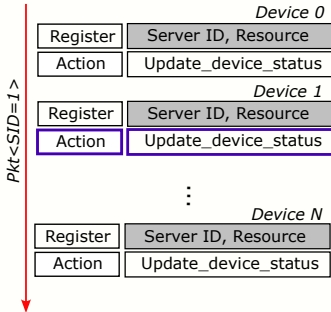 Device 0
Register Server ID, Resource
Action Update_device_status
Device 1
Register Server ID, Resource
Action Update_device_status
⋮
Device N
Register Server ID, Resource
Action Update_device_status
Pkt<SID=1>